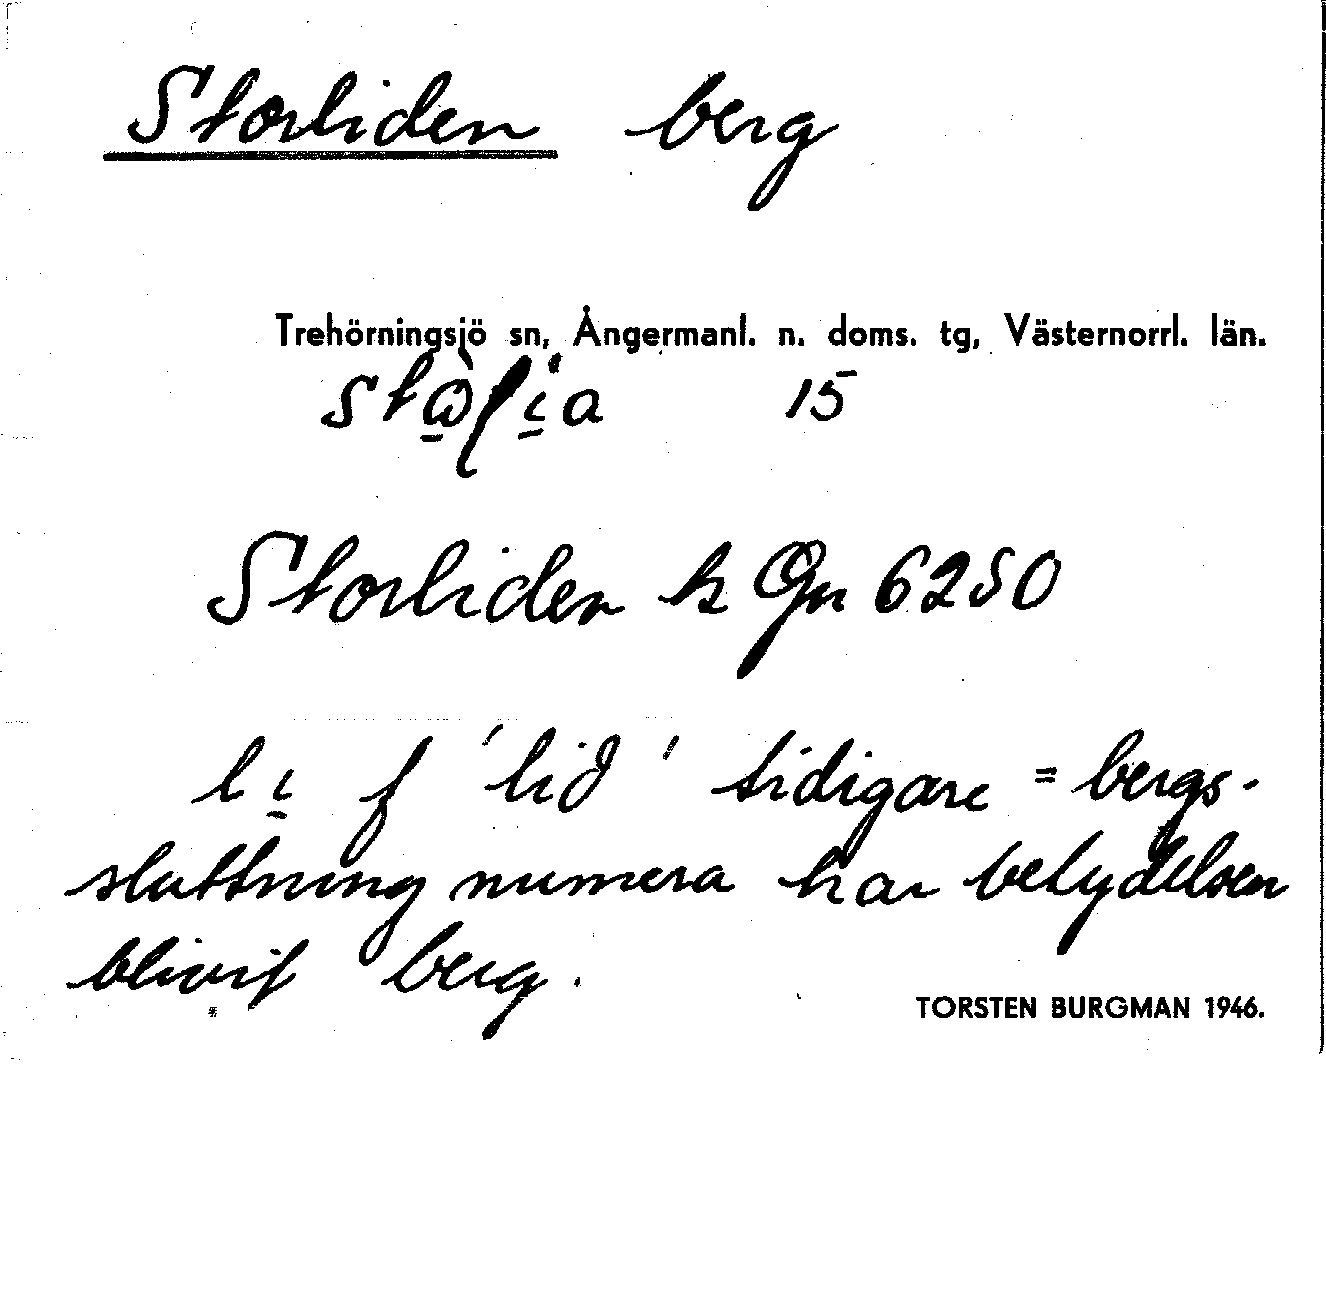 Storliden berg
Trehörningsjö sn, Ångermanl. n. doms. tg, Västernorrl. län.
15
Storliden k Gn 6250
lı f 'lid' tidigare = bergs-
sluttning numera har betydelsen
blivit berg.
TORSTEN BURGMAN 1946.